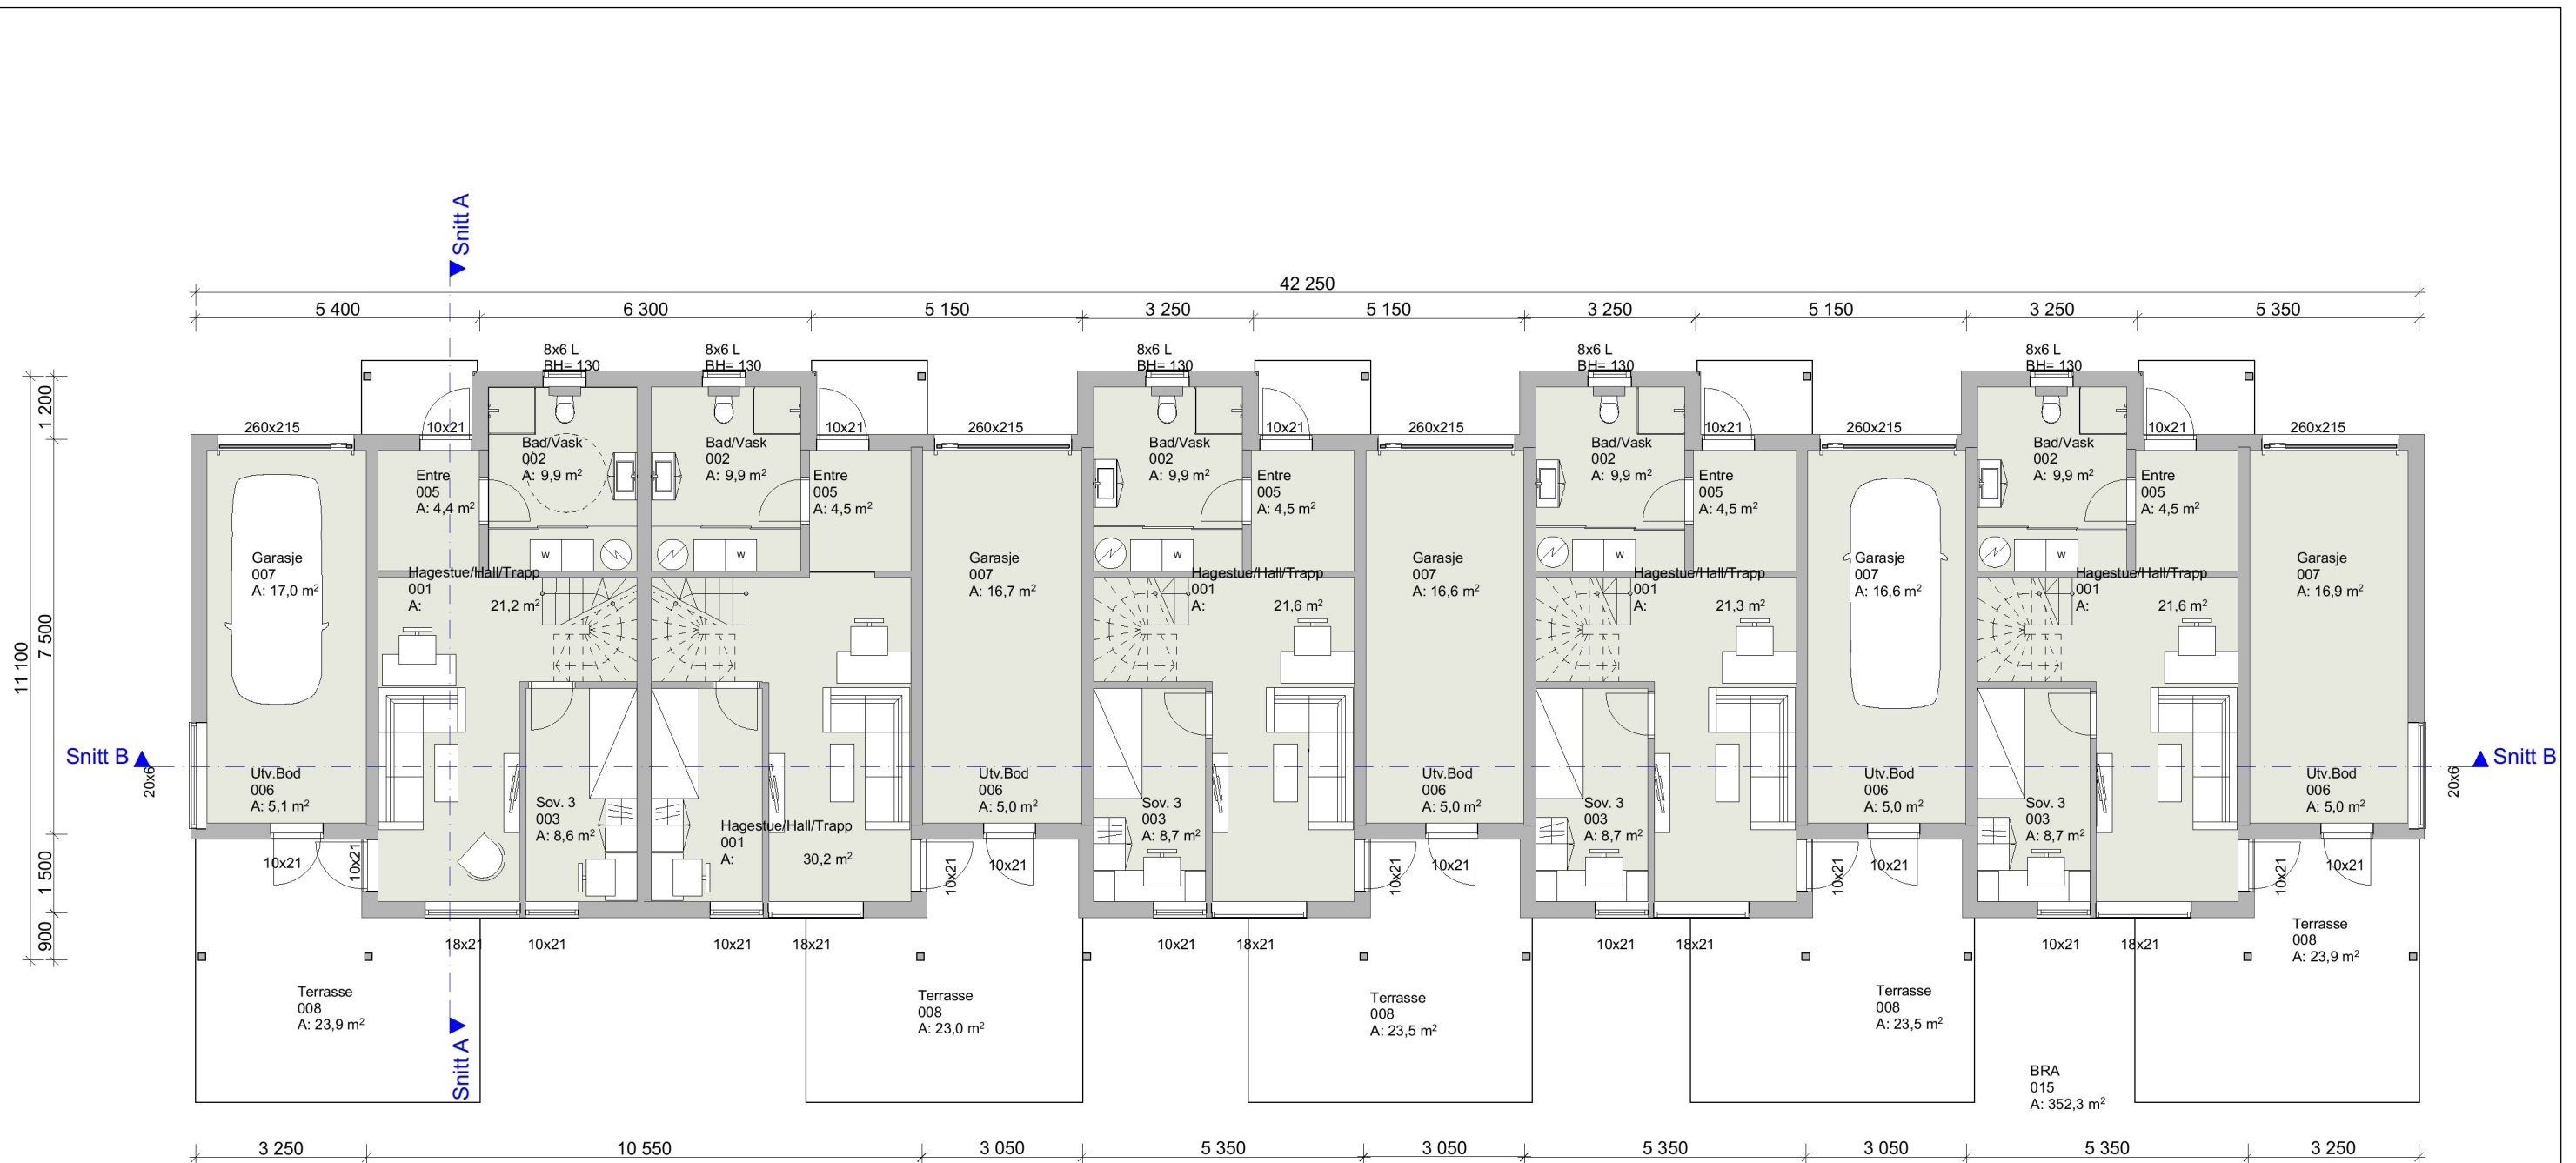 Snitt A
42 250
5 400
6 300
5 150
3 250
5 150
3 250
5 150
3 250
5 350
8x6 L
BH= 130
8x6 L
BH= 130
8x6 L
BH= 130
8x6 L
BH= 130
8x6 L
BH= 130
1 200
7 500
11 100
1 500
900
260x215
10x21
10x21
260x215
10x21
260x215
10x21
260x215
10x21
260x215
Bad/Vask
002
A: 9,9 m²
Bad/Vask
002
A: 9,9 m²
Bad/Vask
002
A: 9,9 m²
Bad/Vask
002
A: 9,9 m²
Bad/Vask
002
A: 9,9 m²
Entre
005
A: 4,4 m²
Entre
005
A: 4,5 m²
Entre
005
A: 4,5 m²
Entre
005
A: 4,5 m²
Entre
005
A: 4,5 m²
W
W
W
W
W
Garasje
007
A: 17,0 m²
Hagestue/Hall/Trapp
001
A: 21,2 m²
Garasje
007
A: 16,7 m²
Hagestue/Hall/Trapp
001
A: 21,6 m²
Garasje
007
A: 16,6 m²
Hagestue/Hall/Trapp
001
A: 21,3 m²
Garasje
007
A: 16,6 m²
Hagestue/Hall/Trapp
001
A: 21,6 m²
Garasje
007
A: 16,9 m²
Snitt B
20x6
Snitt B
20x6
Utv.Bod
006
A: 5,1 m²
Sov. 3
003
A: 8,6 m²
Hagestue/Hall/Trapp
001
A: 30,2 m²
Utv.Bod
006
A: 5,0 m²
Sov. 3
003
A: 8,7 m²
Utv.Bod
006
A: 5,0 m²
Sov. 3
003
A: 8,7 m²
Utv.Bod
006
A: 5,0 m²
Sov. 3
003
A: 8,7 m²
Utv.Bod
006
A: 5,0 m²
10x21
10x21
10x21
10x21
10x21
10x21
10x21
10x21
10x21
10x21
18x21
10x21
10x21
18x21
10x21
18x21
10x21
18x21
10x21
18x21
Terrasse
008
A: 23,9 m²
Terrasse
008
A: 23,0 m²
Terrasse
008
A: 23,5 m²
Terrasse
008
A: 23,5 m²
Terrasse
008
A: 23,9 m²
Snitt A
BRA
015
A: 352,3 m²
3 250
10 550
3 050
5 350
3 050
5 350
3 050
5 350
3 250